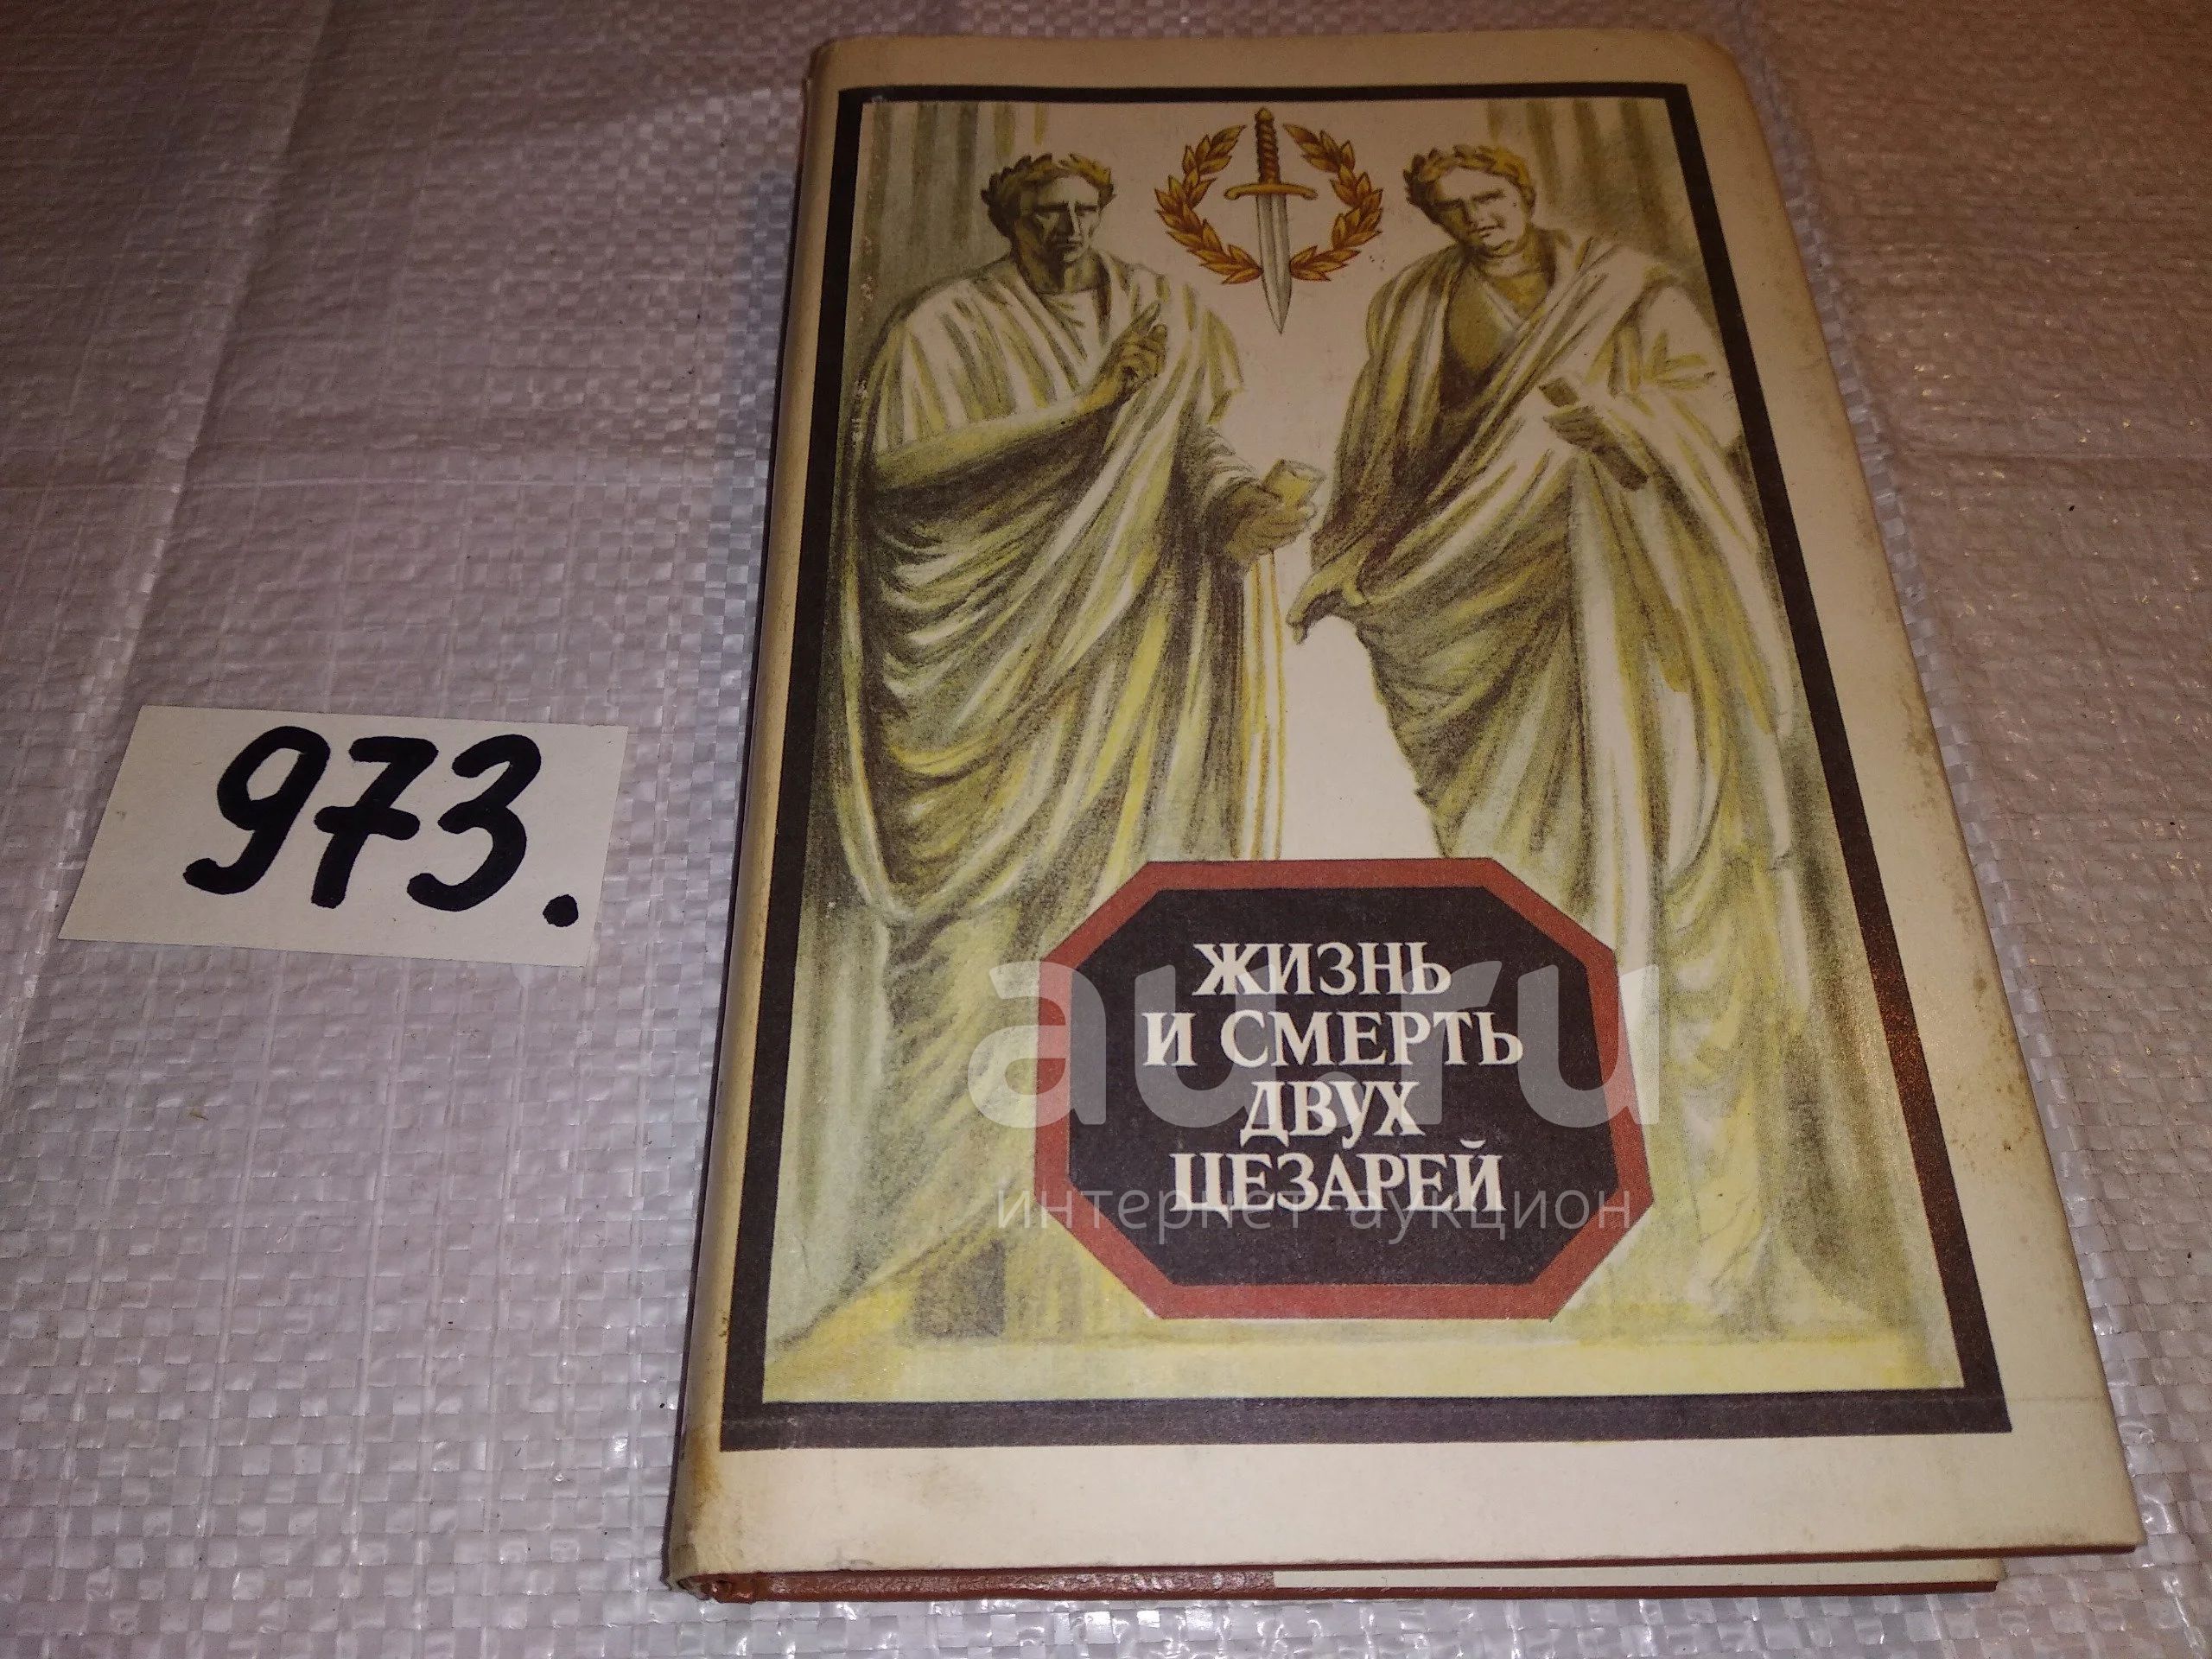 973.
ЖИЗНЬ
И СМЕРТЬ
ДВУХ
ЦЕЗАРЕЙ
au.ru
интернет аукцион